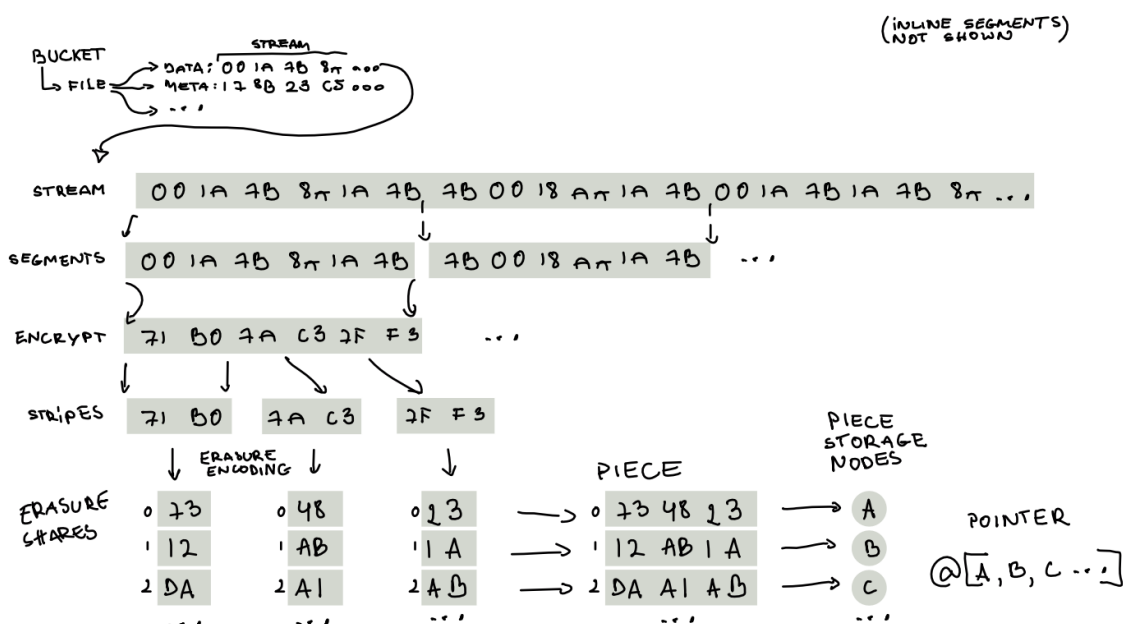 (INLINE SEGMENTS)
NOT SHOWN
BUCKET
STREAM
FILE
DATA: 00 1A 7B 8π ...
META: 17 8B 23 C5 ...
...
STREAM 00 1A 7B 8π 1A 7B 7B 00 18 Aπ 1A 7B 00 1A 7B 1A 7B 8π ...
SEGMENTS 00 1A 7B 8π 1A 7B 7B 00 18 Aπ 1A 7B ...
ENCRYPT 71 B0 7A C3 2F F3 ...
STRIPES 71 B0 7A C3 2F F3
ERASURE
ENCODING
PIECE
PIECE
STORAGE
NODES
ERASURE
SHARES
0 73 0 48 0 23 0 73 48 23 A
1 12 1 AB 1 1A 1 12 AB 1A B
2 DA 2 A1 2 AB 2 DA A1 AB C
... ... ... ... ...
POINTER
@[A, B, C ...]